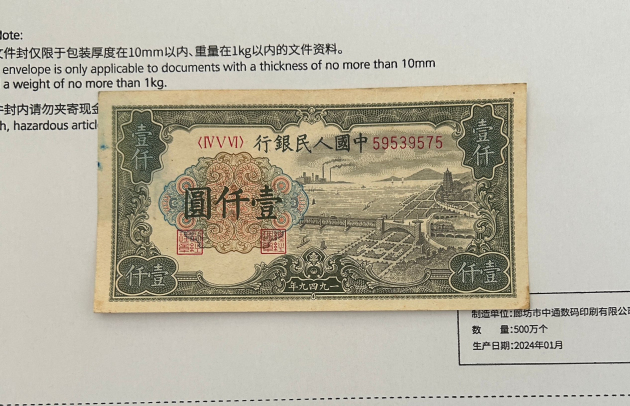 Note:
文件封仅限于包装厚度在10mm以内、重量在1kg以内的文件资料。
envelope is only applicable to documents with a thickness of no more than 10mm
a weight of no more than 1kg.
件封内请勿夹寄现金
h, hazardous articl
壹仟
壹仟
〈ⅣⅤⅥ〉
行銀民人國中
59539575
圓仟壹
仟壹
仟壹
年九四九一
制造单位:廊坊市中通数码印刷有限公司
数 量:500万个
生产日期:2024年01月